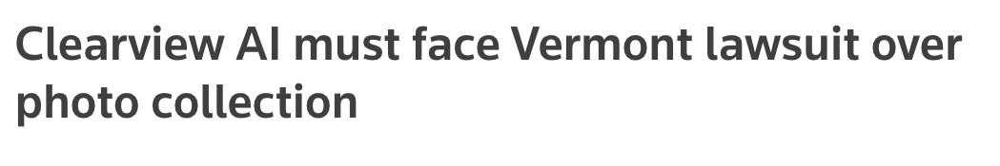 Clearview AI must face Vermont lawsuit over
photo collection